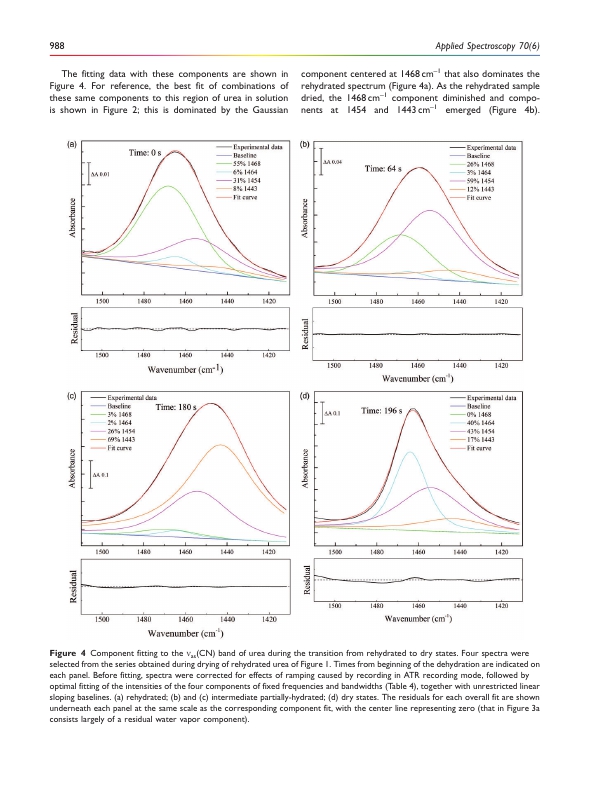 988
Applied Spectroscopy 70(6)
The fitting data with these components are shown in
Figure 4. For reference, the best fit of combinations of
these same components to this region of urea in solution
is shown in Figure 2; this is dominated by the Gaussian
component centered at 1468 cm⁻¹ that also dominates the
rehydrated spectrum (Figure 4a). As the rehydrated sample
dried, the 1468 cm⁻¹ component diminished and compo-
nents at 1454 and 1443 cm⁻¹ emerged (Figure 4b).
(a)
Time: 0 s
ΔA 0.01
Experimental data
Baseline
55% 1468
6% 1464
31% 1454
8% 1443
Fit curve
Absorbance
1500 1480 1460 1440 1420
Residual
1500 1480 1460 1440 1420
Wavenumber (cm-1)
(b)
Time: 64 s
ΔA 0.04
Experimental data
Baseline
26% 1468
3% 1464
59% 1454
12% 1443
Fit curve
Absorbance
1500 1480 1460 1440 1420
Residual
1500 1480 1460 1440 1420
Wavenumber (cm⁻¹)
(c)
Time: 180 s
ΔA 0.1
Experimental data
Baseline
3% 1468
2% 1464
26% 1454
69% 1443
Fit curve
Absorbance
1500 1480 1460 1440 1420
Residual
1500 1480 1460 1440 1420
Wavenumber (cm⁻¹)
(d)
Time: 196 s
ΔA 0.1
Experimental data
Baseline
0% 1468
40% 1464
43% 1454
17% 1443
Fit curve
Absorbance
1500 1480 1460 1440 1420
Residual
1500 1480 1460 1440 1420
Wavenumber (cm⁻¹)
Figure 4 Component fitting to the νas(CN) band of urea during the transition from rehydrated to dry states. Four spectra were
selected from the series obtained during drying of rehydrated urea of Figure 1. Times from beginning of the dehydration are indicated on
each panel. Before fitting, spectra were corrected for effects of ramping caused by recording in ATR recording mode, followed by
optimal fitting of the intensities of the four components of fixed frequencies and bandwidths (Table 4), together with unrestricted linear
sloping baselines. (a) rehydrated; (b) and (c) intermediate partially-hydrated; (d) dry states. The residuals for each overall fit are shown
underneath each panel at the same scale as the corresponding component fit, with the center line representing zero (that in Figure 3a
consists largely of a residual water vapor component).